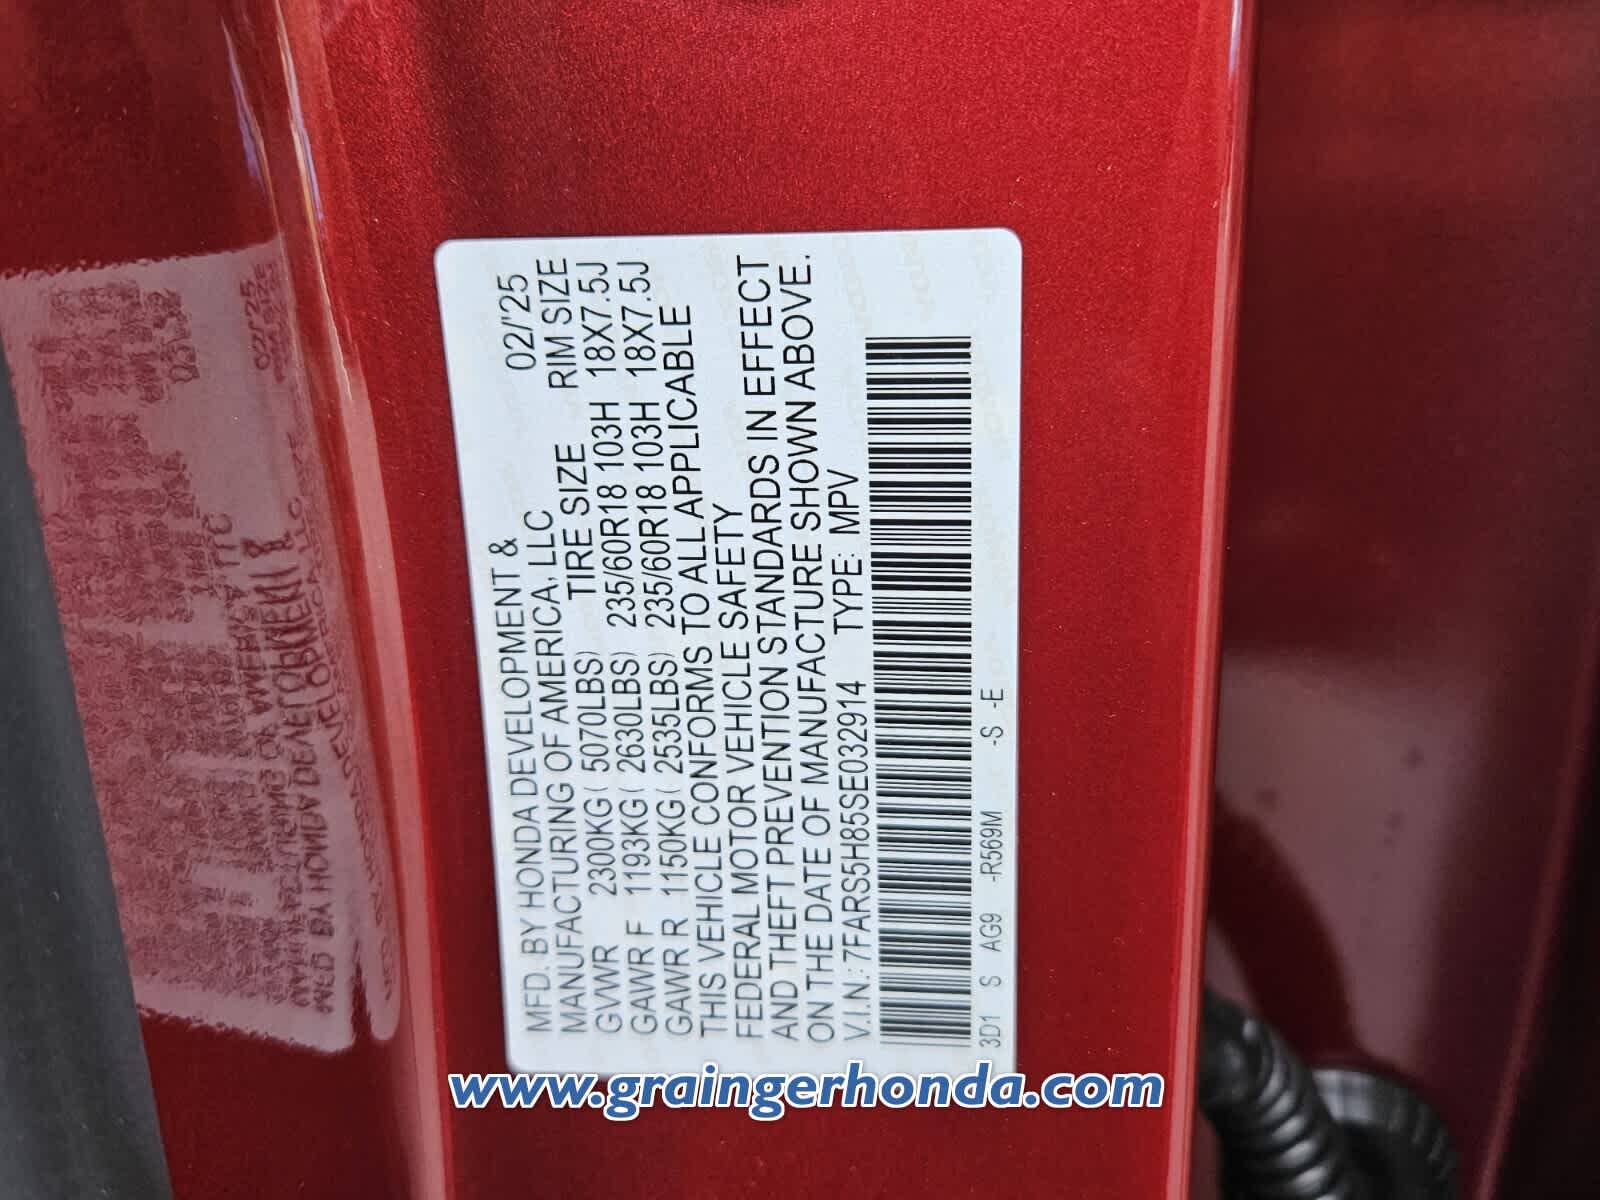 MFD. BY HONDA DEVELOPMENT & 02/'25
MANUFACTURING OF AMERICA, LLC
TIRE SIZE RIM SIZE
GVWR 2300KG( 5070LBS)
GAWR F 1193KG( 2630LBS) 235/60R18 103H 18X7.5J
GAWR R 1150KG( 2535LBS) 235/60R18 103H 18X7.5J
THIS VEHICLE CONFORMS TO ALL APPLICABLE
FEDERAL MOTOR VEHICLE SAFETY
AND THEFT PREVENTION STANDARDS IN EFFECT
ON THE DATE OF MANUFACTURE SHOWN ABOVE.
V.I.N.: 7FARS5H85SE032914 TYPE: MPV
3D1 S AG9 -R569M -S -E
www.graingerhonda.com